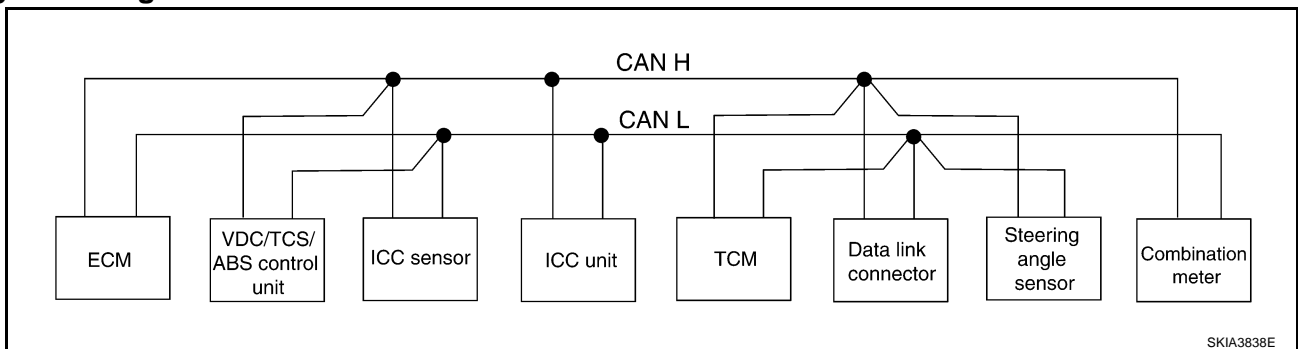 CAN H
CAN L
ECM
VDC/TCS/
ABS control
unit
ICC sensor
ICC unit
TCM
Data link
connector
Steering
angle
sensor
Combination
meter
SKIA3838E